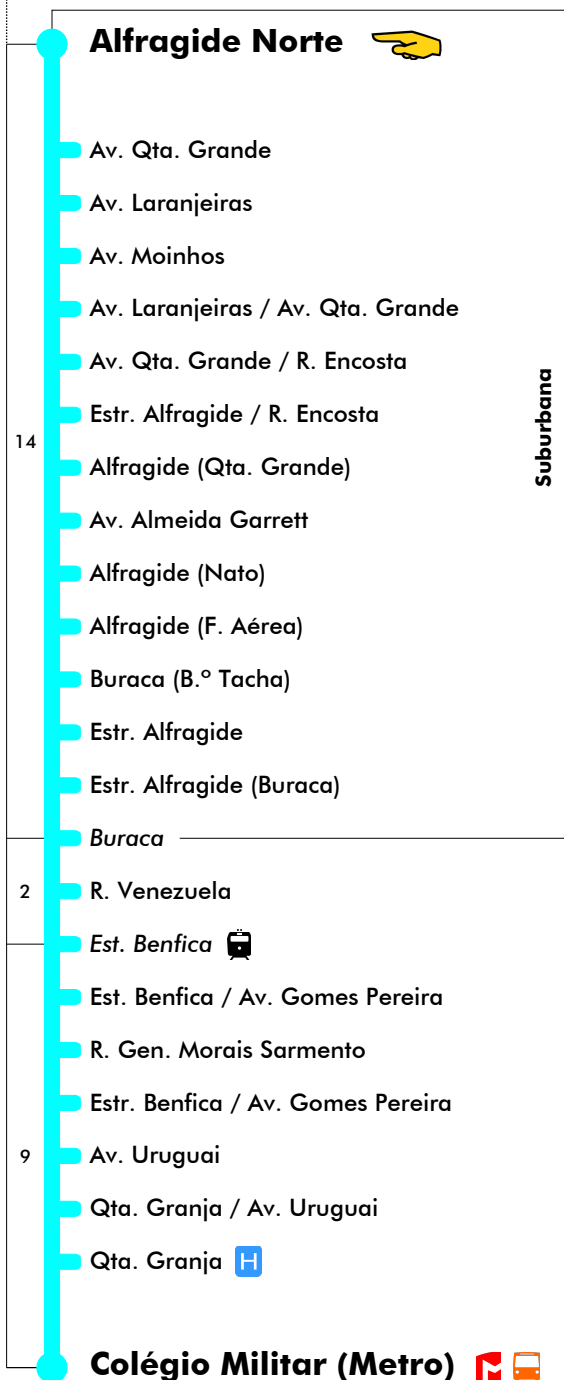 Alfragide Norte
Av. Qta. Grande
Av. Laranjeiras
Av. Moinhos
Av. Laranjeiras / Av. Qta. Grande
Av. Qta. Grande / R. Encosta
Suburbana
Estr. Alfragide / R. Encosta
14
Alfragide (Qta. Grande)
Av. Almeida Garrett
Alfragide (Nato)
Alfragide (F. Aérea)
Buraca (B.º Tacha)
Estr. Alfragide
Estr. Alfragide (Buraca)
Buraca
2
R. Venezuela
Est. Benfica
Est. Benfica / Av. Gomes Pereira
R. Gen. Morais Sarmento
Estr. Benfica / Av. Gomes Pereira
9
Av. Uruguai
Qta. Granja / Av. Uruguai
Qta. Granja H
Colégio Militar (Metro)